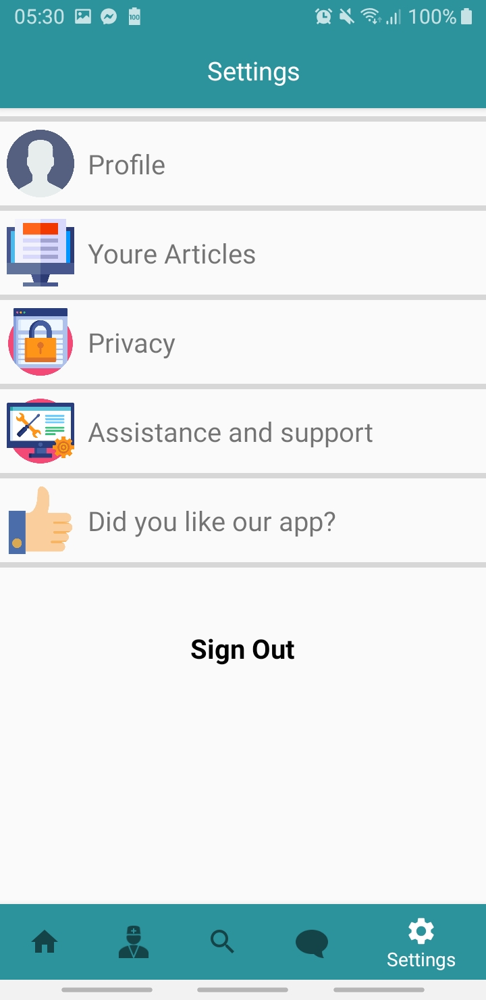 05:30 100 100%
Settings
Profile
Youre Articles
Privacy
Assistance and support
Did you like our app?
Sign Out
Settings